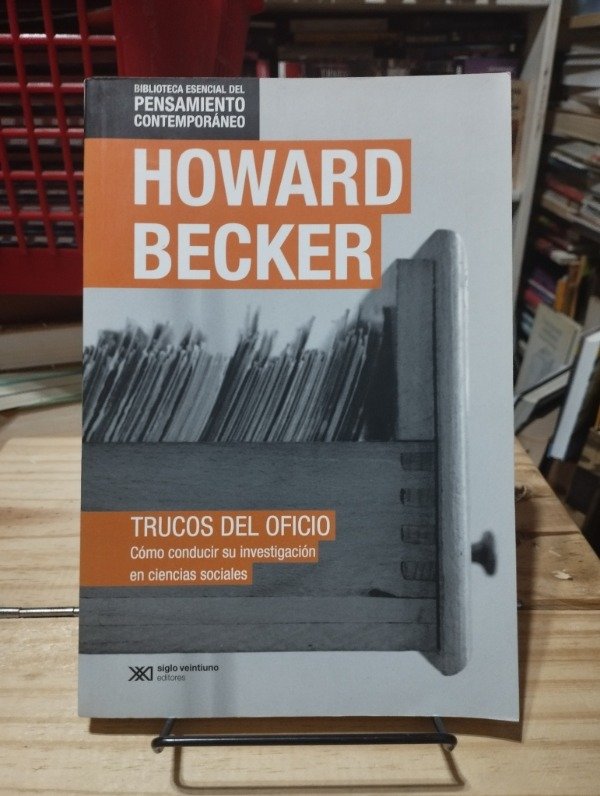 BIBLIOTECA ESENCIAL DEL
PENSAMIENTO
CONTEMPORÁNEO
HOWARD
BECKER
TRUCOS DEL OFICIO
Cómo conducir su investigación
en ciencias sociales
siglo veintiuno
editores